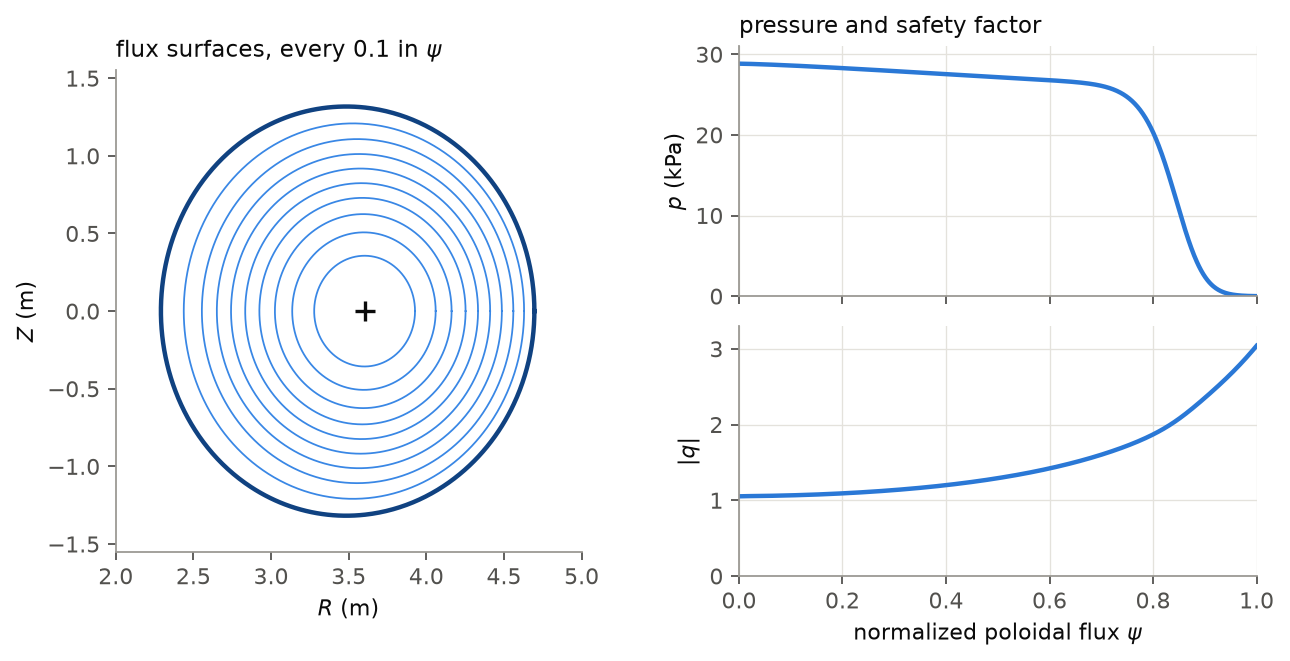 flux surfaces, every 0.1 in ψ
1.5
1.0
0.5
0.0
−0.5
−1.0
−1.5
Z (m)
2.0 2.5 3.0 3.5 4.0 4.5 5.0
R (m)
pressure and safety factor
30
20
10
0
p (kPa)
3
2
1
0
|q|
0.0 0.2 0.4 0.6 0.8 1.0
normalized poloidal flux ψ